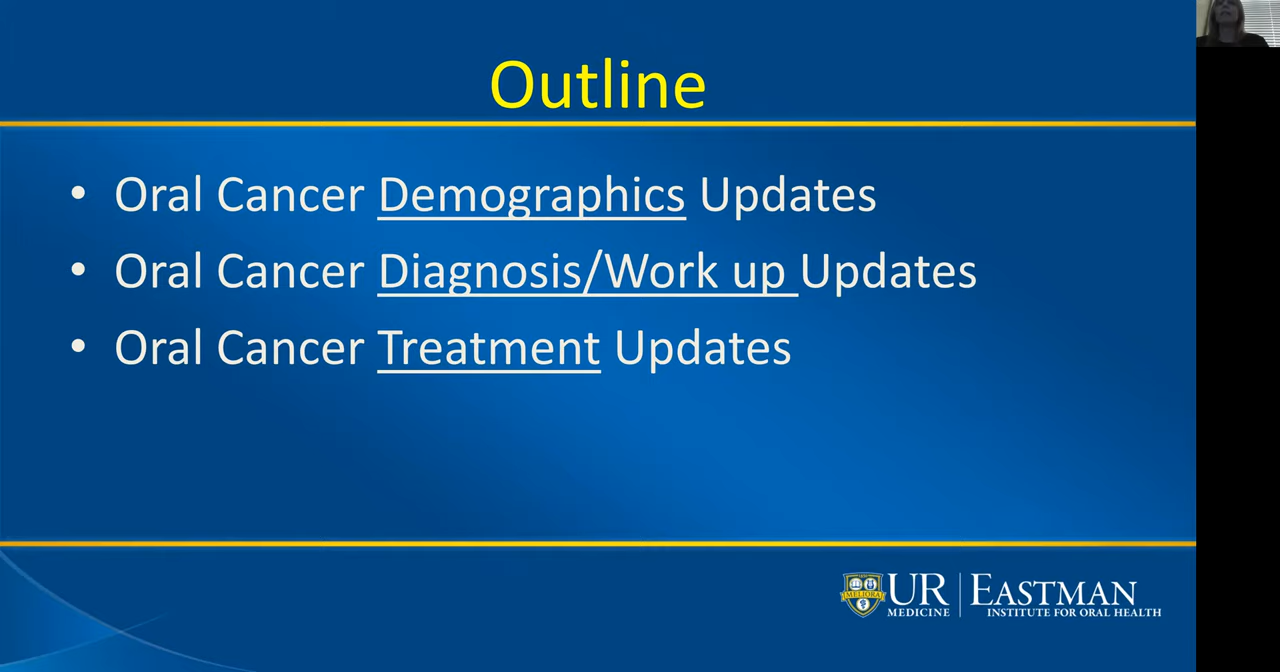 Outline
• Oral Cancer Demographics Updates
• Oral Cancer Diagnosis/Work up Updates
• Oral Cancer Treatment Updates
MELIORA
UR
MEDICINE
EASTMAN
INSTITUTE FOR ORAL HEALTH